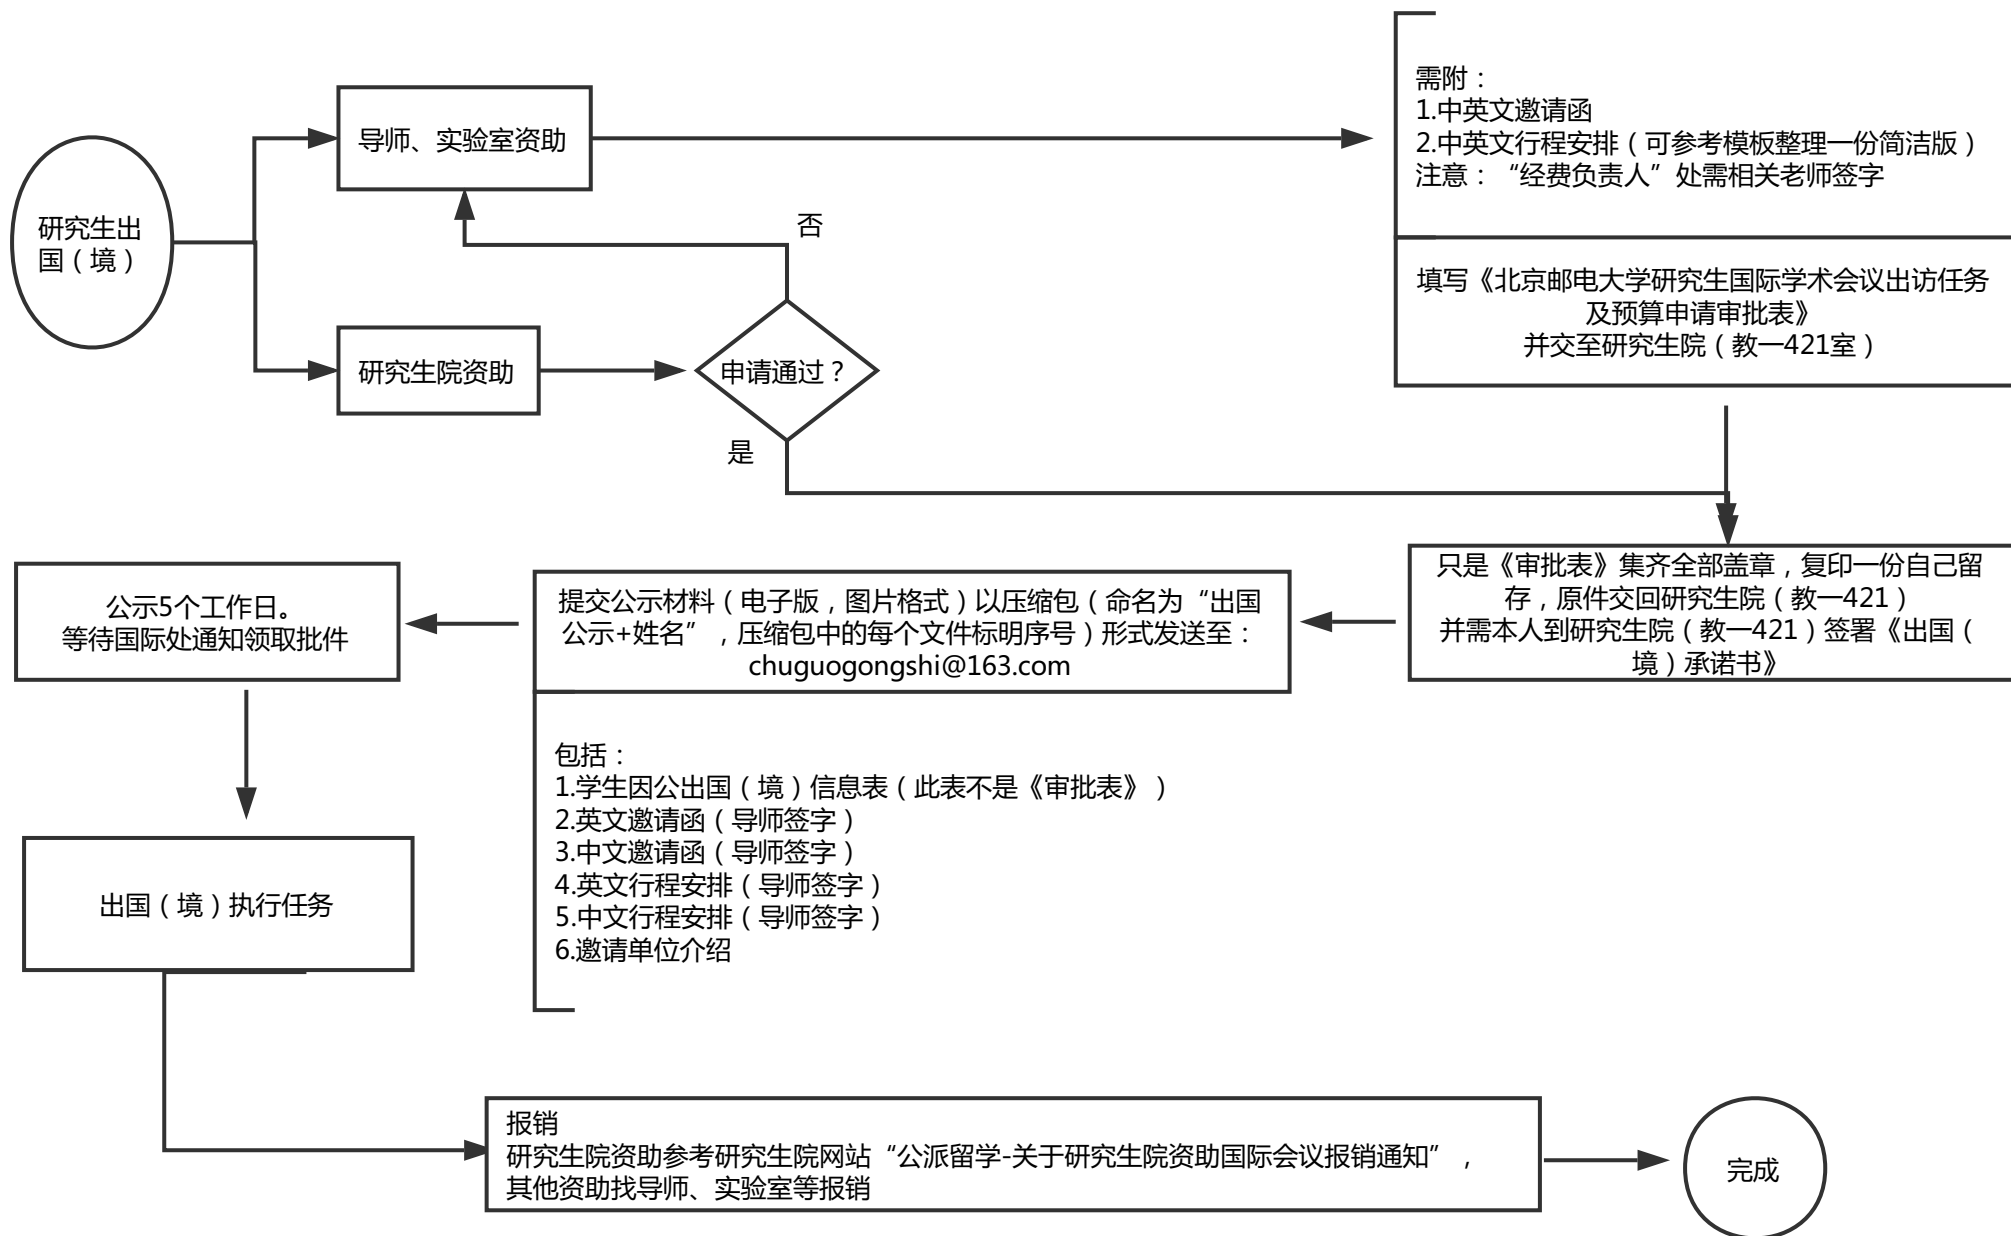 研究生出
国（境）
导师、实验室资助
研究生院资助
申请通过？
否
是
需附：
1.中英文邀请函
2.中英文行程安排（可参考模板整理一份简洁版）
注意：“经费负责人”处需相关老师签字
填写《北京邮电大学研究生国际学术会议出访任务
及预算申请审批表》
并交至研究生院（教一421室）
只是《审批表》集齐全部盖章，复印一份自己留
存，原件交回研究生院（教一421）
并需本人到研究生院（教一421）签署《出国（
境）承诺书》
提交公示材料（电子版，图片格式）以压缩包（命名为“出国
公示+姓名”，压缩包中的每个文件标明序号）形式发送至：
chuguogongshi@163.com
包括：
1.学生因公出国（境）信息表（此表不是《审批表》）
2.英文邀请函（导师签字）
3.中文邀请函（导师签字）
4.英文行程安排（导师签字）
5.中文行程安排（导师签字）
6.邀请单位介绍
公示5个工作日。
等待国际处通知领取批件
出国（境）执行任务
报销
研究生院资助参考研究生院网站“公派留学-关于研究生院资助国际会议报销通知”，
其他资助找导师、实验室等报销
完成